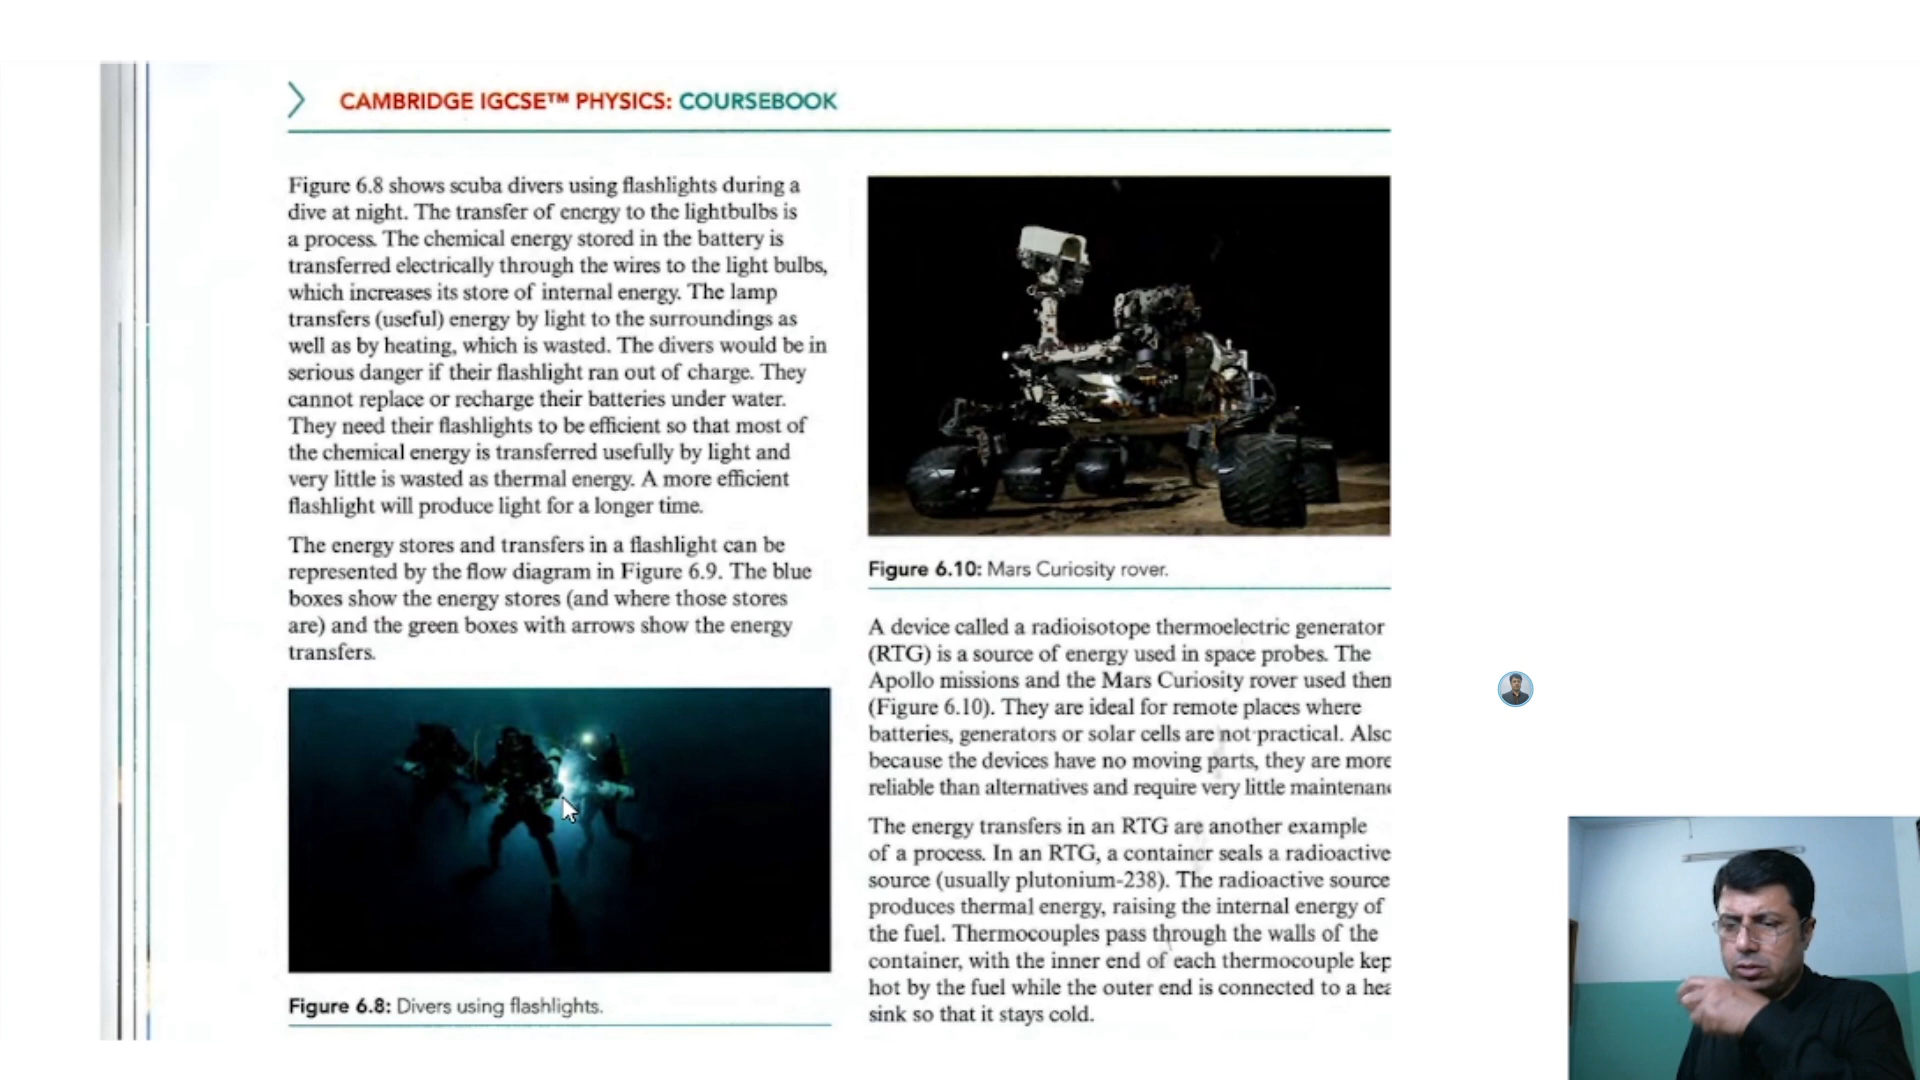 CAMBRIDGE IGCSE™ PHYSICS: COURSEBOOK
Figure 6.8 shows scuba divers using flashlights during a
dive at night. The transfer of energy to the lightbulbs is
a process. The chemical energy stored in the battery is
transferred electrically through the wires to the light bulbs,
which increases its store of internal energy. The lamp
transfers (useful) energy by light to the surroundings as
well as by heating, which is wasted. The divers would be in
serious danger if their flashlight ran out of charge. They
cannot replace or recharge their batteries under water.
They need their flashlights to be efficient so that most of
the chemical energy is transferred usefully by light and
very little is wasted as thermal energy. A more efficient
flashlight will produce light for a longer time.
The energy stores and transfers in a flashlight can be
represented by the flow diagram in Figure 6.9. The blue
boxes show the energy stores (and where those stores
are) and the green boxes with arrows show the energy
transfers.
Figure 6.8: Divers using flashlights.
Figure 6.10: Mars Curiosity rover.
A device called a radioisotope thermoelectric generator
(RTG) is a source of energy used in space probes. The
Apollo missions and the Mars Curiosity rover used
(Figure 6.10). They are ideal for remote places where
batteries, generators or solar cells are not practical.
because the devices have no moving parts, they are more
reliable than alternatives and require very little
The energy transfers in an RTG are another example
of a process. In an RTG, a container seals a radioactive
source (usually plutonium-238). The radioactive source
produces thermal energy, raising the internal energy of
the fuel. Thermocouples pass through the walls of the
container, with the inner end of each thermocouple
hot by the fuel while the outer end is connected to a
sink so that it stays cold.